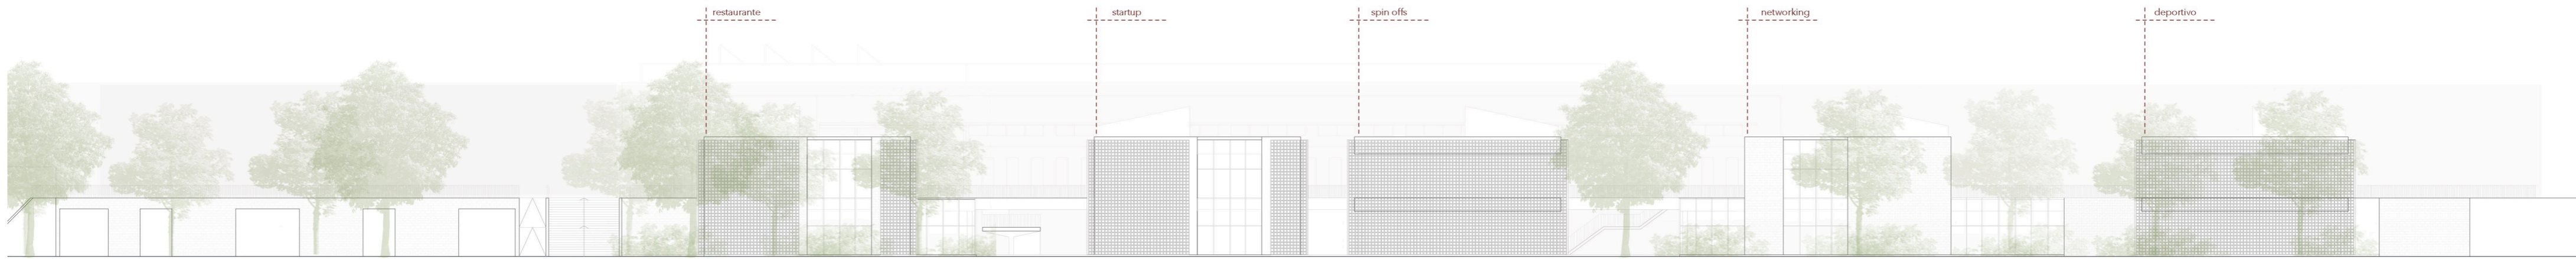 restaurante
startup
spin offs
networking
deportivo